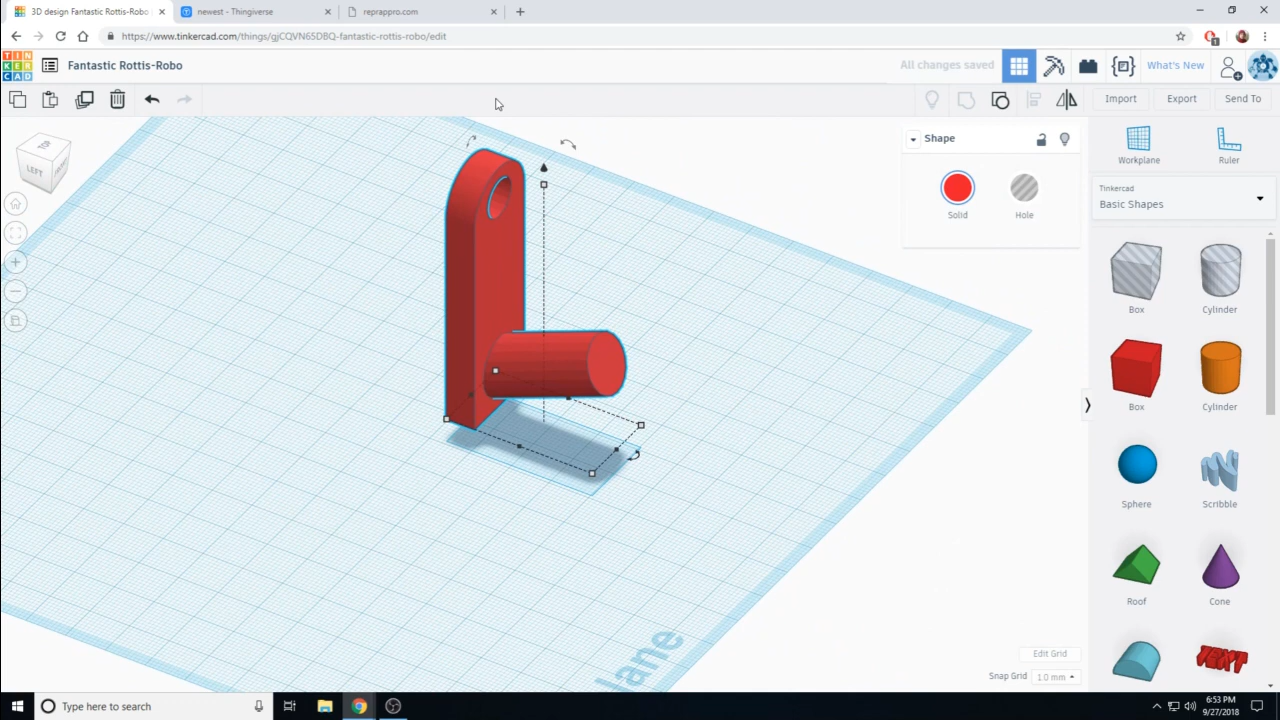 3D design Fantastic Rottis-Robo
newest - Thingiverse
reprappro.com
https://www.tinkercad.com/things/gjCQVN65DBQ-fantastic-rottis-robo/edit
1
TIN
KER
CAD
Fantastic Rottis-Robo
All changes saved
What's New
Import
Export
Send To
LEFT
Shape
Solid
Hole
Workplane
Ruler
Tinkercad
Basic Shapes
Box
Cylinder
Box
Cylinder
Sphere
Scribble
Roof
Cone
TEXT
lane
Edit Grid
Snap Grid
1.0 mm
Type here to search
6:53 PM
9/27/2018